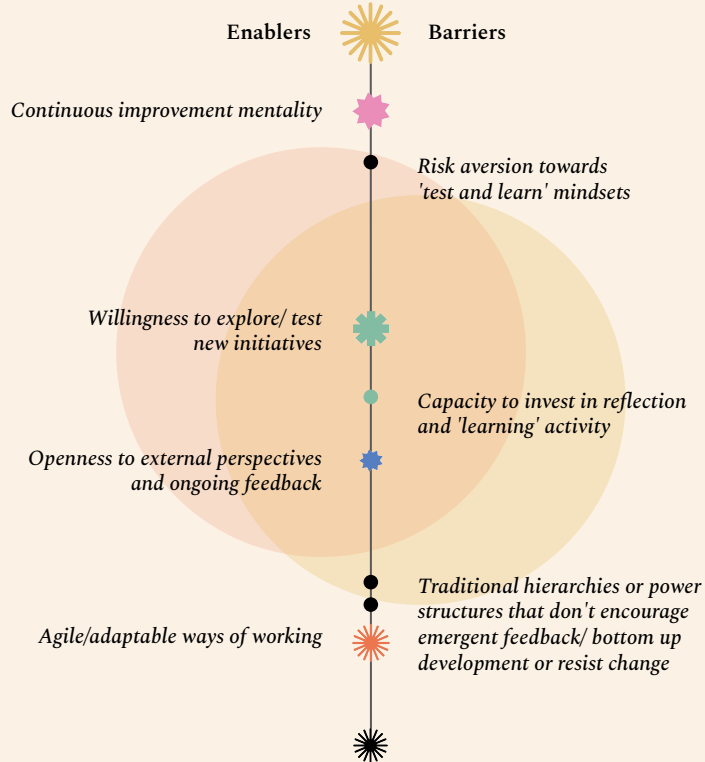 Enablers
Barriers
Continuous improvement mentality
Risk aversion towards
'test and learn' mindsets
Willingness to explore/ test
new initiatives
Capacity to invest in reflection
and 'learning' activity
Openness to external perspectives
and ongoing feedback
Traditional hierarchies or power
structures that don't encourage
emergent feedback/ bottom up
development or resist change
Agile/adaptable ways of working